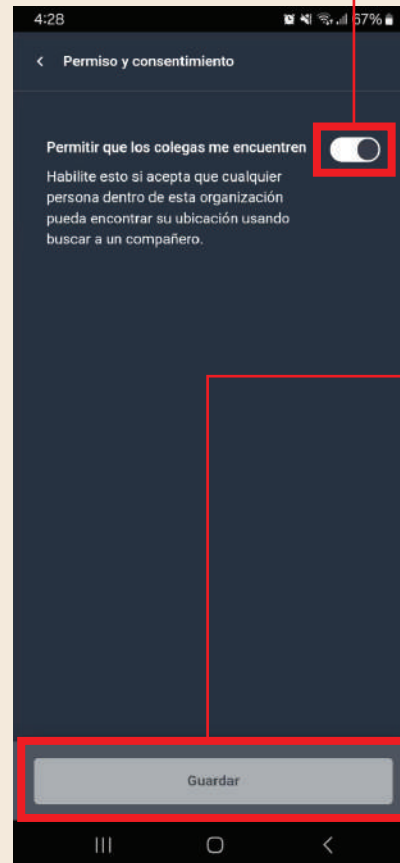 4:28 67%
Permiso y consentimiento
Permitir que los colegas me encuentren
Habilite esto si acepta que cualquier
persona dentro de esta organización
pueda encontrar su ubicación usando
buscar a un compañero.
Guardar